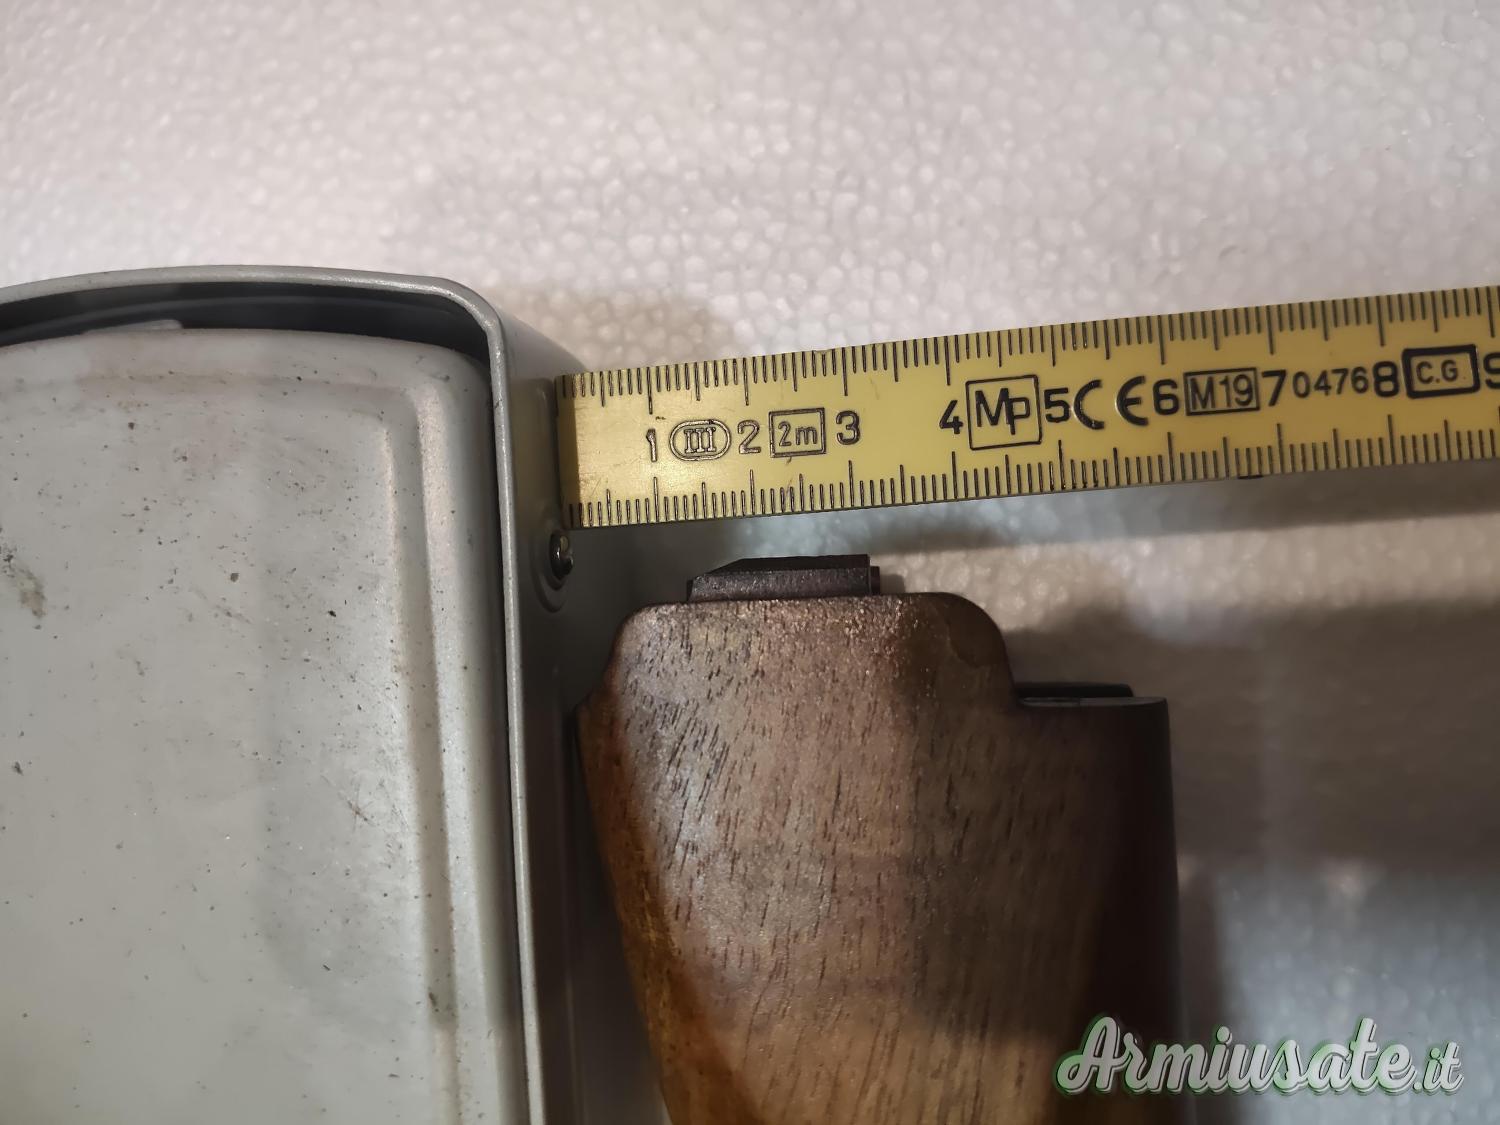 1 III 2 2m 3 4 Mp 5 CE 6 M19 7 0476 8 C.G. 9
Armiusate.it